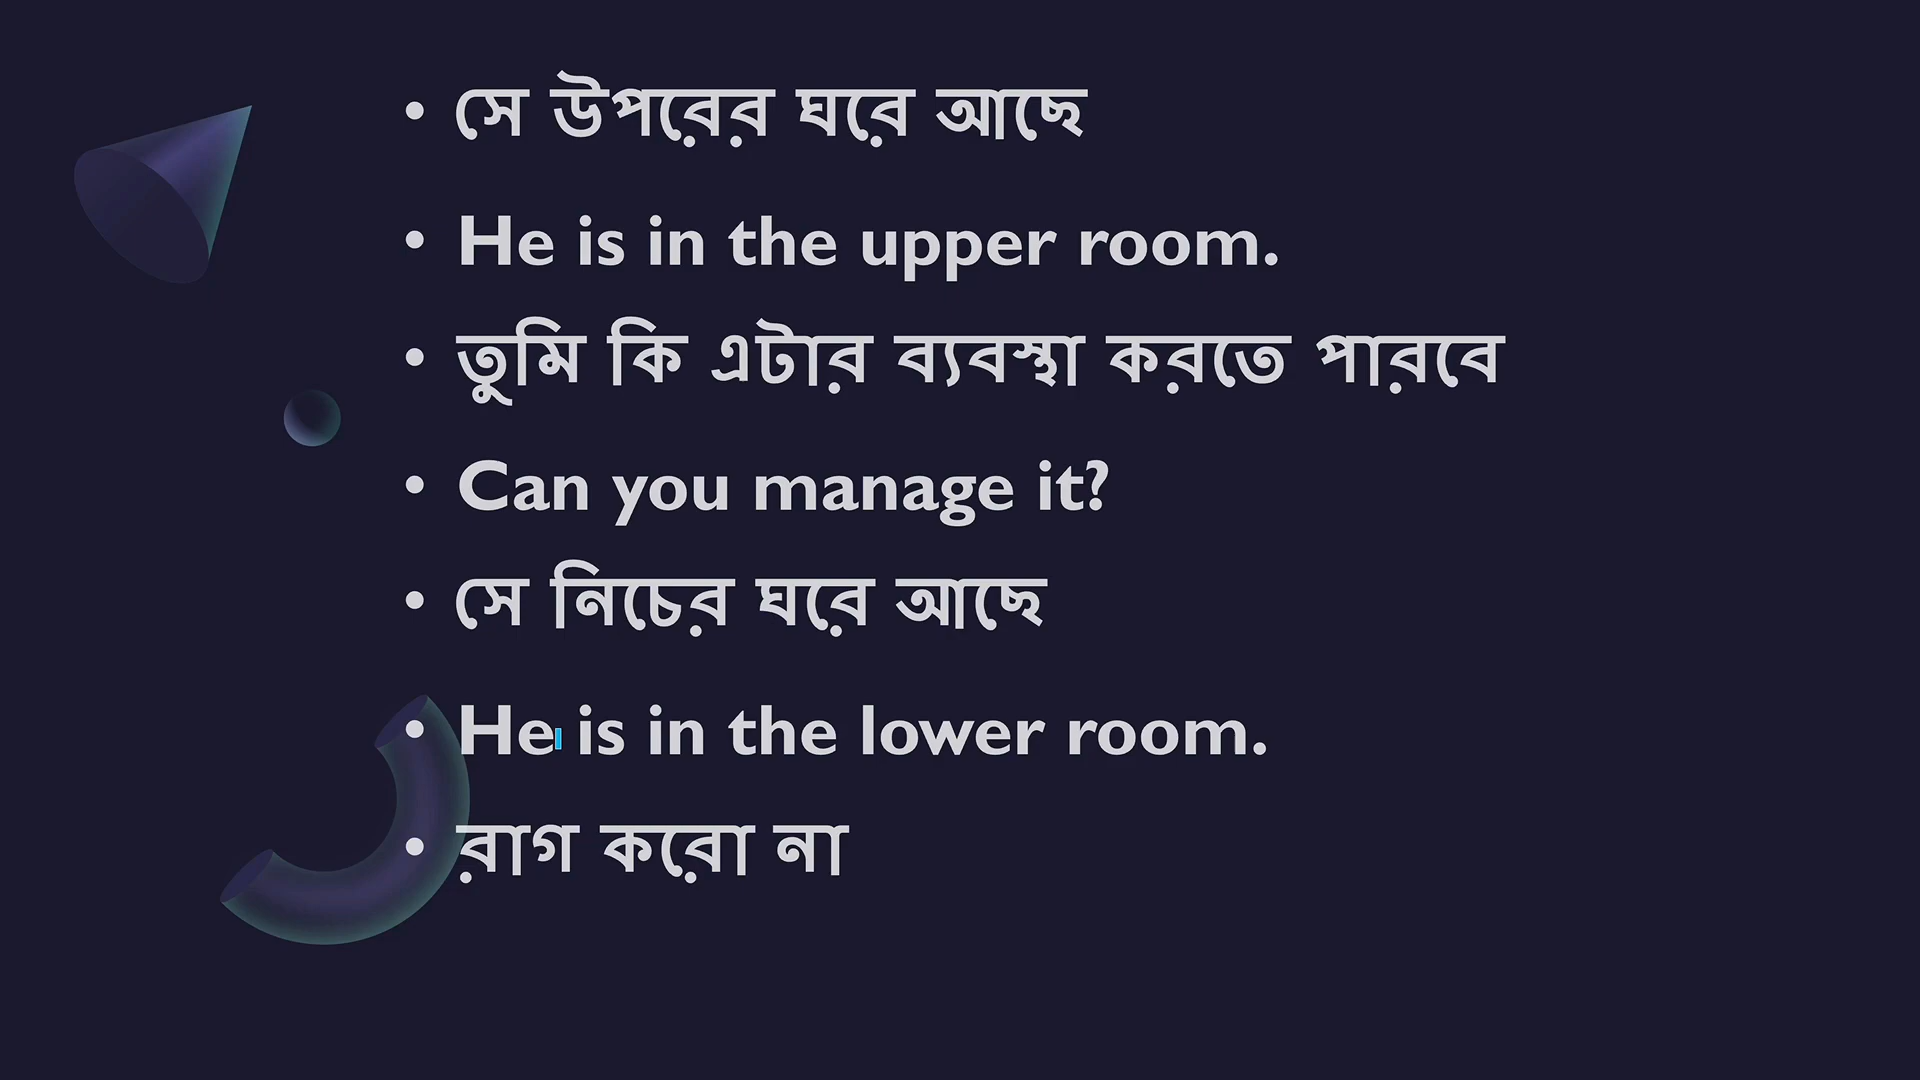 • সে উপরের ঘরে আছে
• He is in the upper room.
• তুমি কি এটার ব্যবস্থা করতে পারবে
• Can you manage it?
• সে নিচের ঘরে আছে
• He is in the lower room.
• রাগ করো না